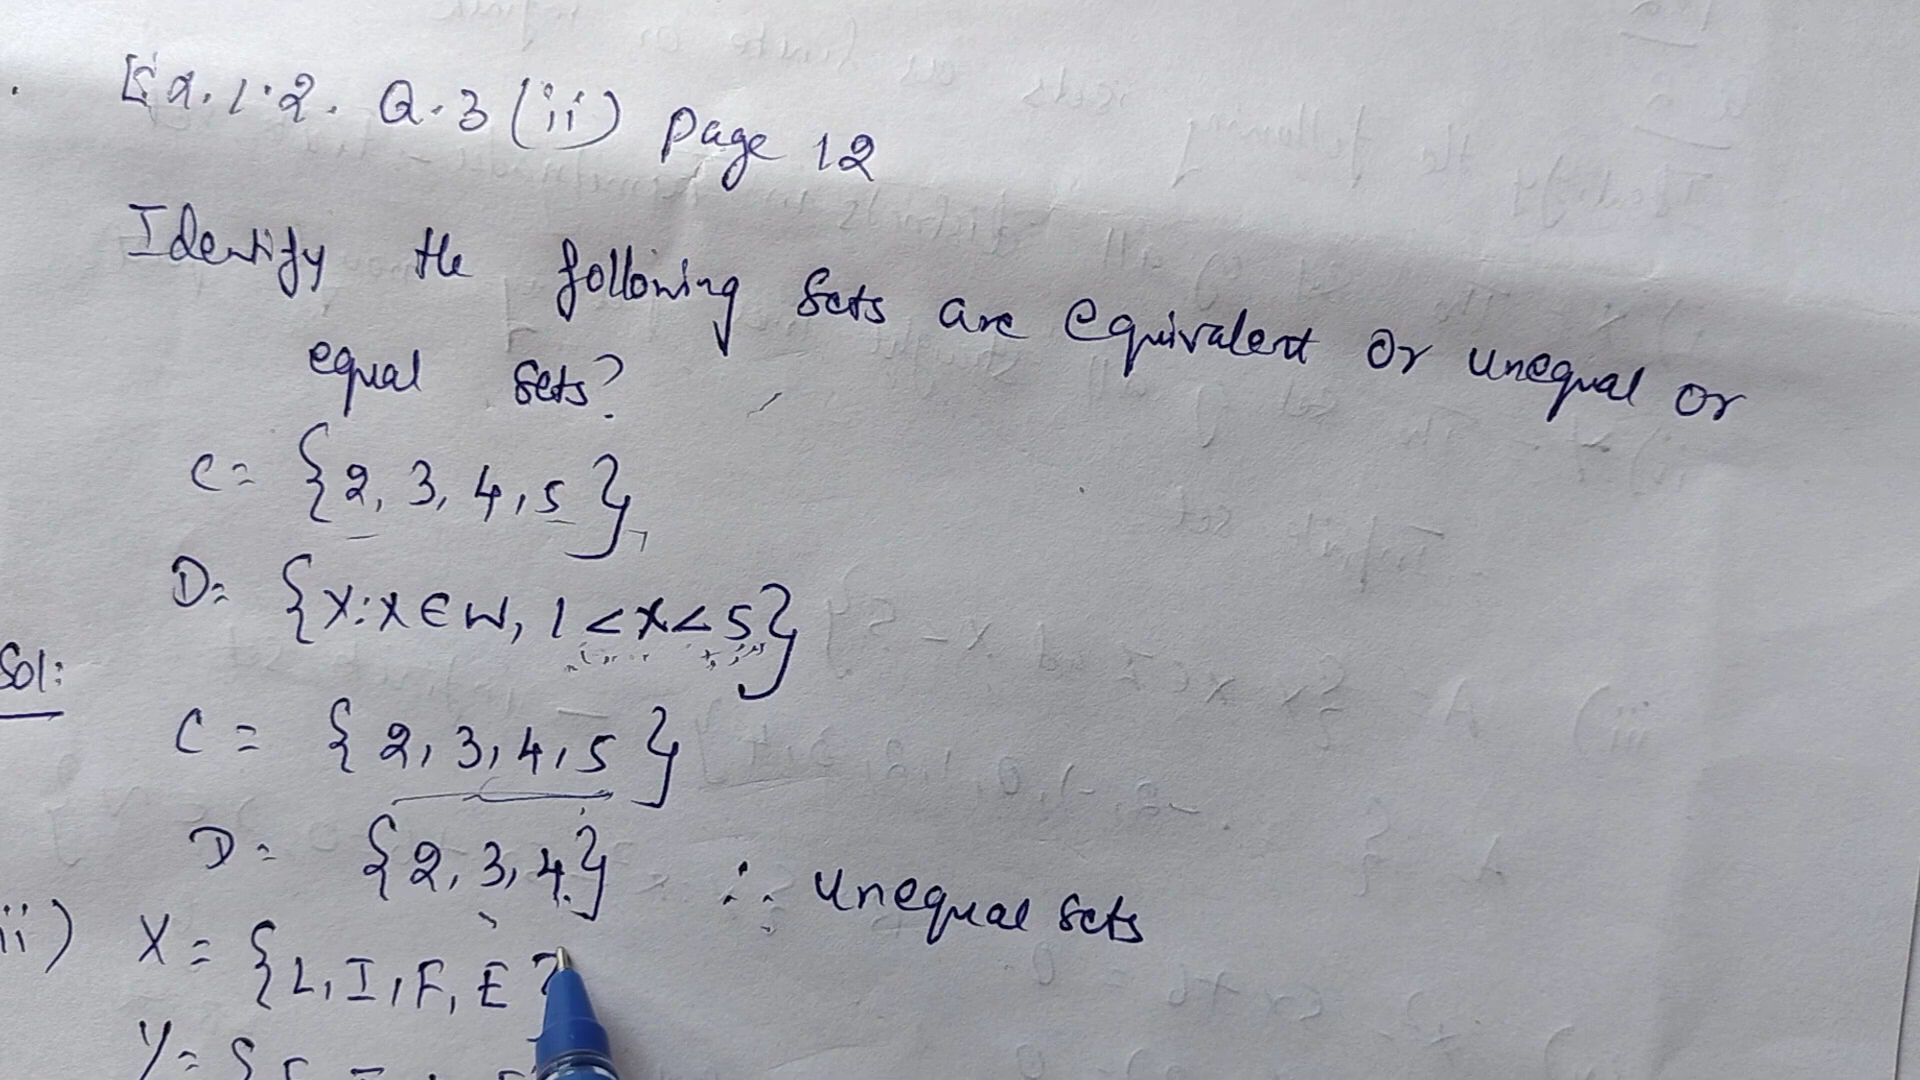 Ex.1.2. Q.3 (ii) Page 12
Identify the following sets are equivalent or unequal or
equal sets?
C= {2, 3, 4, 5}
D= {x:x∈W, 1<x<5}
Sol:
C = {2, 3, 4, 5}
D= {2, 3, 4} ∴ unequal sets
ii) X= {L, I, F, E}
Y= {